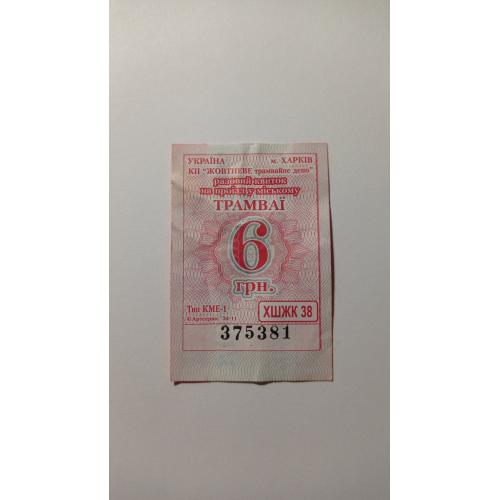 УКРАЇНА м. ХАРКІВ
КП "ЖОВТНЕВЕ трамвайне депо"
разовий квиток
на проїзд у міському
ТРАМВАЇ
6
грн.
Тип КМЕ-1
ХШЖК 38
375381